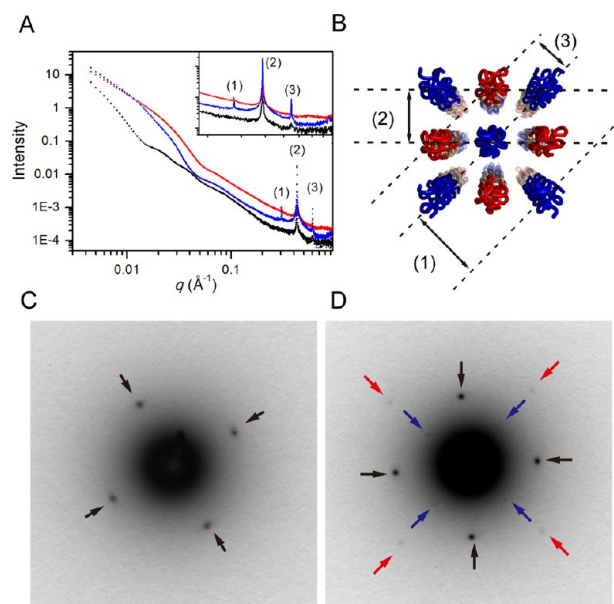 A
B
(2)
(1)
(3)
(3)
(2)
(1)
(2)
(1)
(3)
Intensity
10
1
0.1
0.01
1E-3
1E-4
0.01
0.1
q (Å⁻¹)
C
D